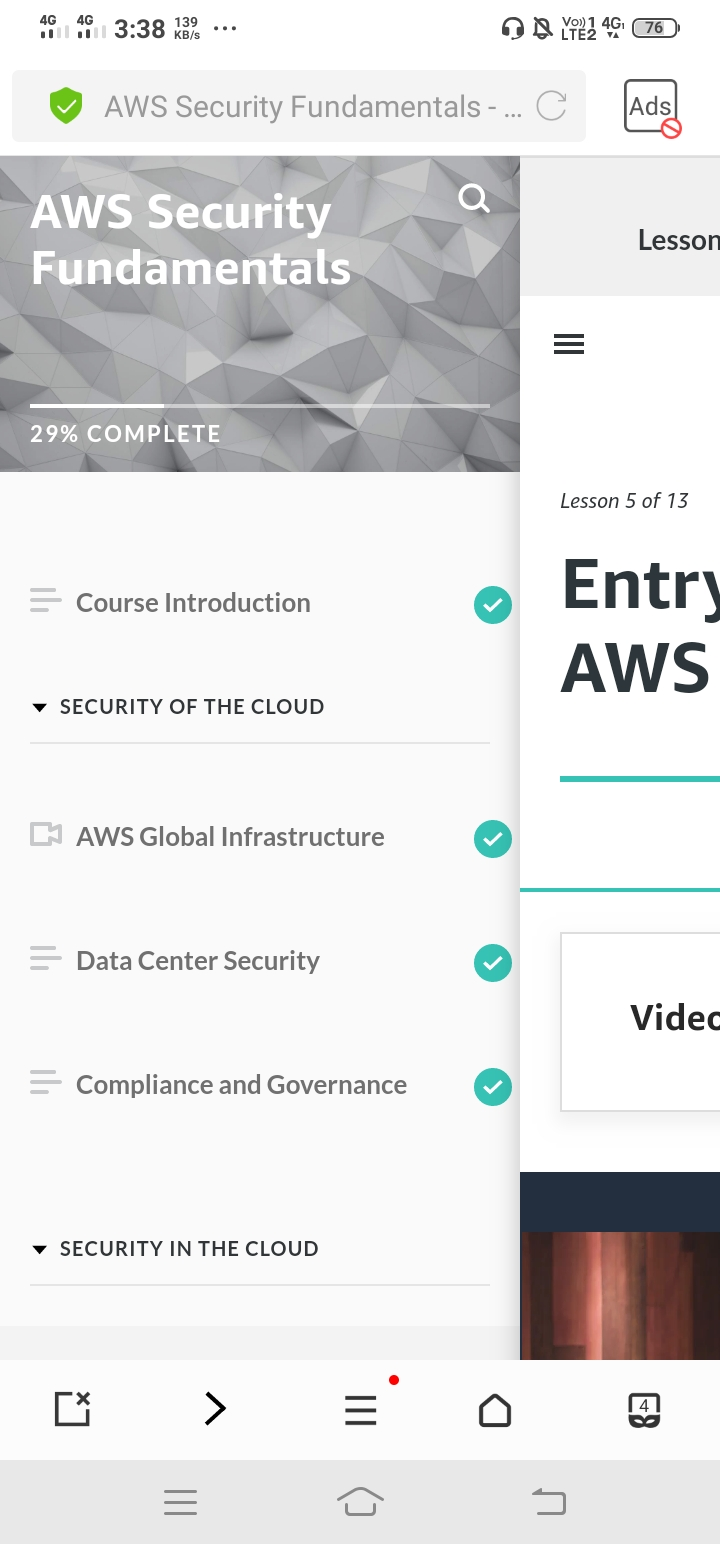 4G 4G 3:38 139 KB/s ... Vo)) 1 LTE2 4G 76
AWS Security Fundamentals - ...
Ads
AWS Security
Fundamentals
29% COMPLETE
Course Introduction
SECURITY OF THE CLOUD
AWS Global Infrastructure
Data Center Security
Compliance and Governance
SECURITY IN THE CLOUD
Lesson
Lesson 5 of 13
Entry
AWS
Video
4